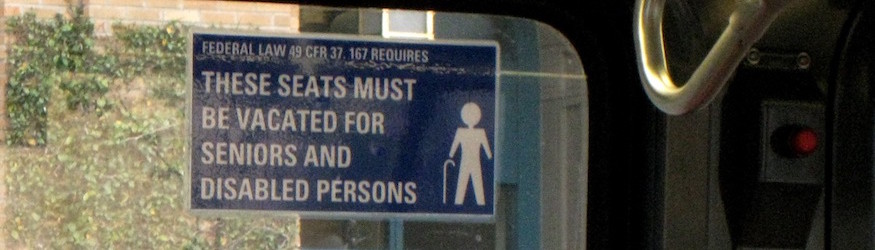 FEDERAL LAW 49 CFR 37. 167 REQUIRES
THESE SEATS MUST
BE VACATED FOR
SENIORS AND
DISABLED PERSONS